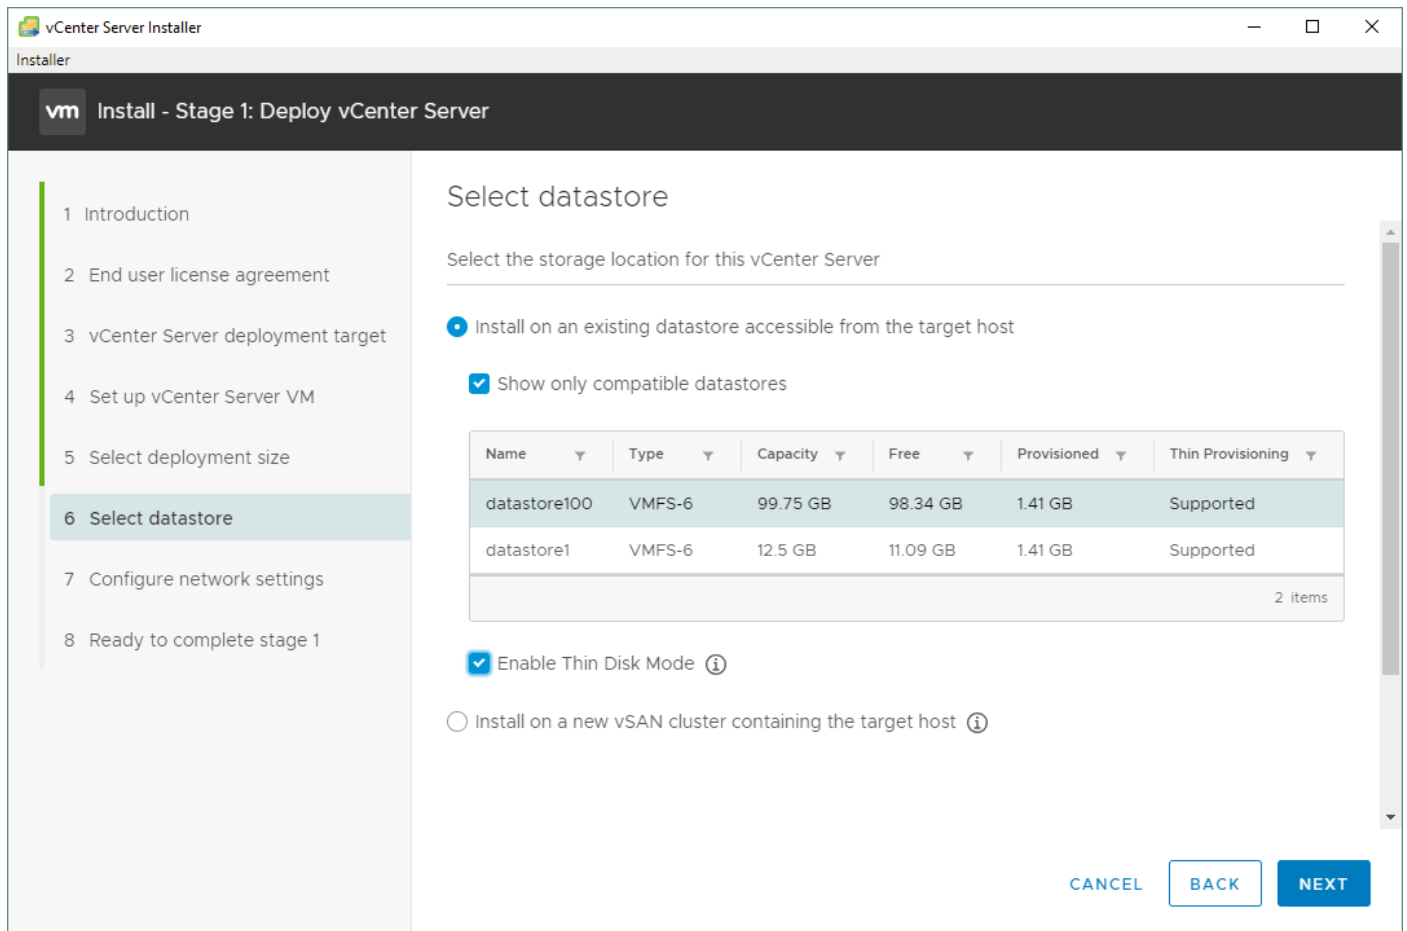 vCenter Server Installer
Installer
vm Install - Stage 1: Deploy vCenter Server
1 Introduction
2 End user license agreement
3 vCenter Server deployment target
4 Set up vCenter Server VM
5 Select deployment size
6 Select datastore
7 Configure network settings
8 Ready to complete stage 1
Select datastore
Select the storage location for this vCenter Server
Install on an existing datastore accessible from the target host
Show only compatible datastores
Name Type Capacity Free Provisioned Thin Provisioning
datastore100 VMFS-6 99.75 GB 98.34 GB 1.41 GB Supported
datastore1 VMFS-6 12.5 GB 11.09 GB 1.41 GB Supported
2 items
Enable Thin Disk Mode
Install on a new vSAN cluster containing the target host
CANCEL BACK NEXT